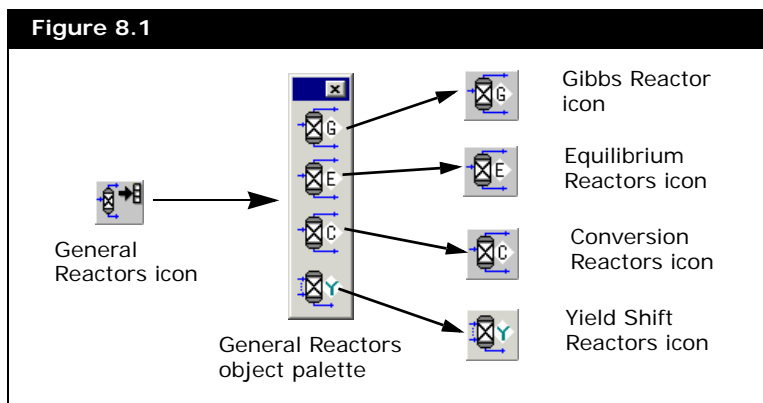 Figure 8.1
Gibbs Reactor
icon
G
G
Equilibrium
Reactors icon
E
E
General
Reactors icon
Conversion
Reactors icon
C
C
Yield Shift
Reactors icon
Y
Y
General Reactors
object palette